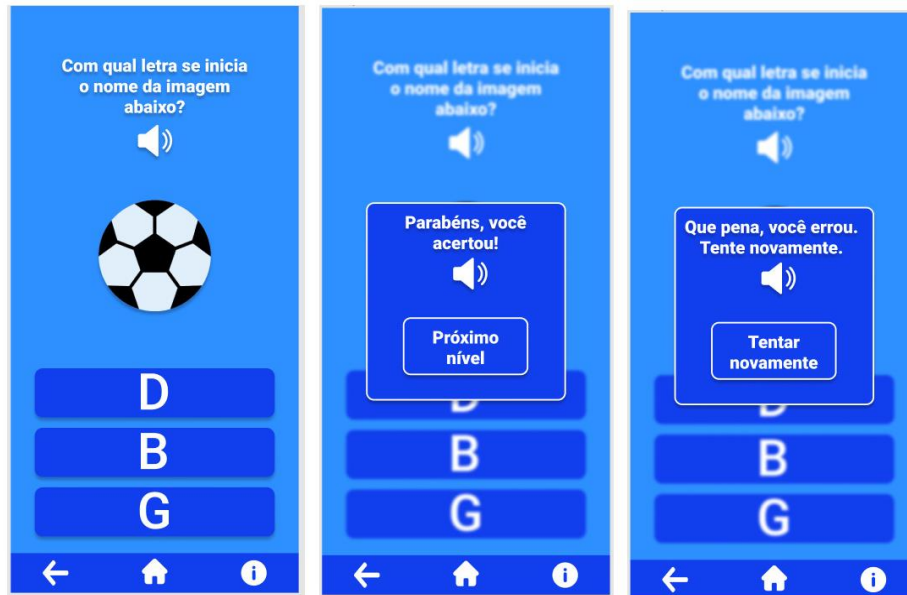 Com qual letra se inicia
o nome da imagem
abaixo?
D
B
G
Com qual letra se inicia
o nome da imagem
abaixo?
Parabéns, você
acertou!
Próximo
nível
D
B
G
Com qual letra se inicia
o nome da imagem
abaixo?
Que pena, você errou.
Tente novamente.
Tentar
novamente
D
B
G